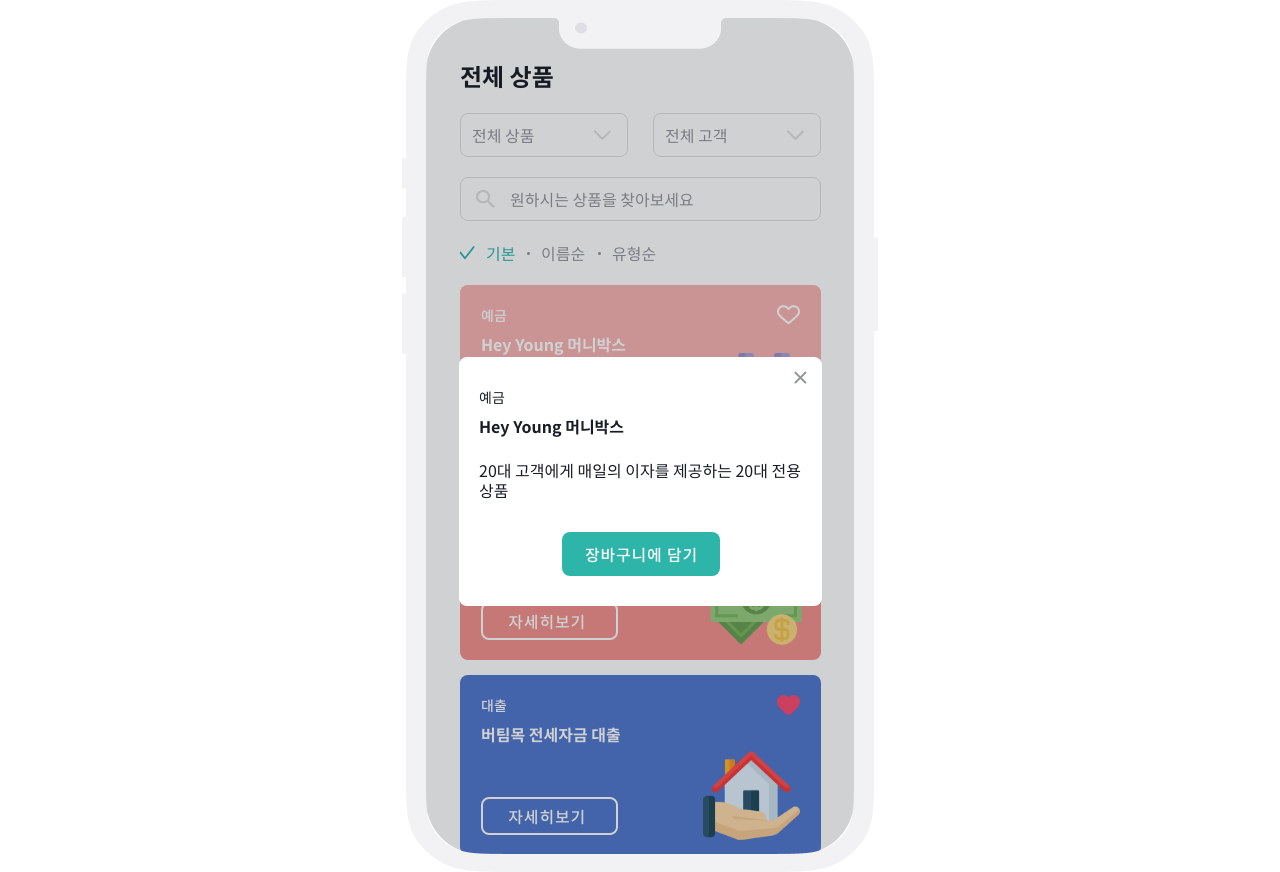 전체 상품
전체 상품
전체 고객
원하시는 상품을 찾아보세요
기본 · 이름순 · 유형순
예금
Hey Young 머니박스
예금
Hey Young 머니박스
20대 고객에게 매일의 이자를 제공하는 20대 전용
상품
장바구니에 담기
자세히보기
$
대출
버팀목 전세자금 대출
자세히보기